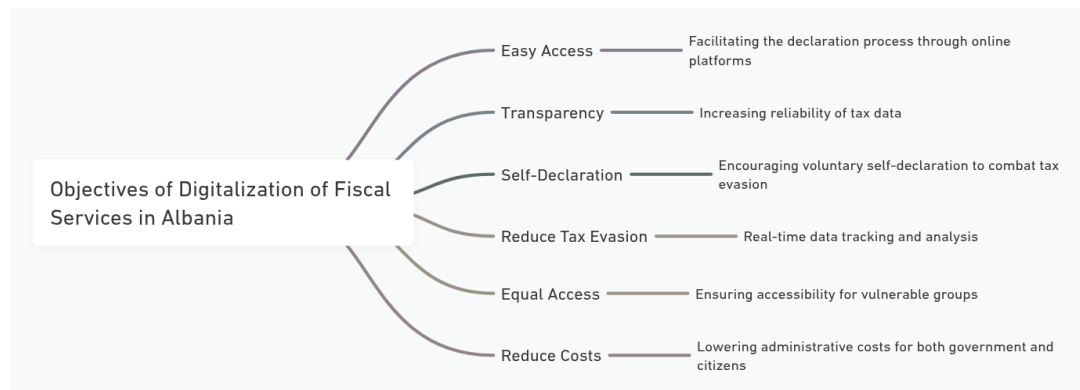 Objectives of Digitalization of Fiscal
Services in Albania
Easy Access
Facilitating the declaration process through online
platforms
Transparency
Increasing reliability of tax data
Self-Declaration
Encouraging voluntary self-declaration to combat tax
evasion
Reduce Tax Evasion
Real-time data tracking and analysis
Equal Access
Ensuring accessibility for vulnerable groups
Reduce Costs
Lowering administrative costs for both government and
citizens